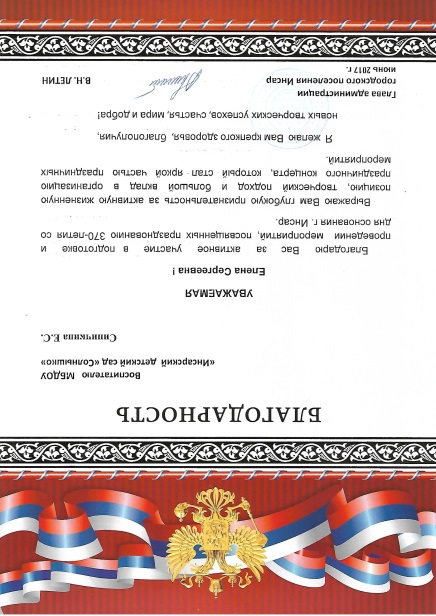 БЛАГОДАРНОСТЬ
Воспитателю МБДОУ
«Инсарский детский сад «Солнышко»
Синичкина Е.С.
УВАЖАЕМАЯ
Елена Сергеевна !
Благодарю Вас за активное участие в подготовке и
проведении мероприятий, посвященных празднованию 370-летия со
дня основания г. Инсар.
Выражаю Вам глубокую признательность за активную жизненную
позицию, творческий подход и большой вклад в организацию
праздничного концерта, который стал яркой частью праздничных
мероприятий.
Я желаю Вам крепкого здоровья, благополучия,
новых творческих успехов, счастья, мира и добра!
Глава администрации
городского поселения Инсар
В.Н. ЛЕТИН
июнь 2017 г.